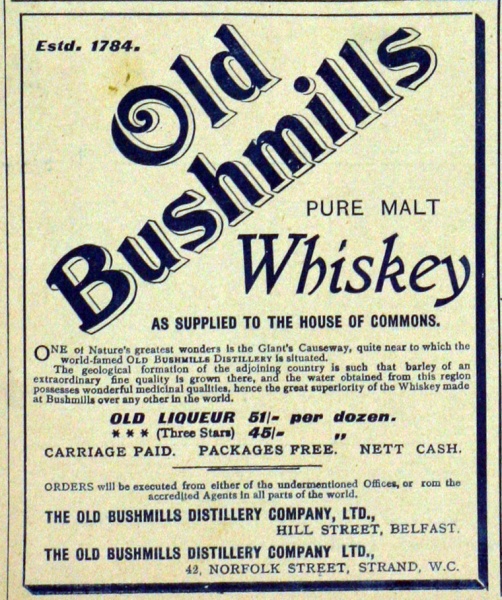 Estd. 1784.
Old
Bushmills
PURE MALT
Whiskey
AS SUPPLIED TO THE HOUSE OF COMMONS.
ONE of Nature's greatest wonders is the Giant's Causeway, quite near to which the
world-famed OLD BUSHMILLS DISTILLERY is situated.
The geological formation of the adjoining country is such that barley of an
extraordinary fine quality is grown there, and the water obtained from this region
possesses wonderful medicinal qualities, hence the great superiority of the Whiskey made
at Bushmills over any other in the world.
OLD LIQUEUR 51/- per dozen.
*** (Three Stars) 45/- „
CARRIAGE PAID. PACKAGES FREE. NETT CASH.
ORDERS will be executed from either of the undermentioned Offices, or rom the
accredited Agents in all parts of the world.
THE OLD BUSHMILLS DISTILLERY COMPANY, LTD.,
HILL STREET, BELFAST.
THE OLD BUSHMILLS DISTILLERY COMPANY LTD.,
42, NORFOLK STREET, STRAND, W.C.